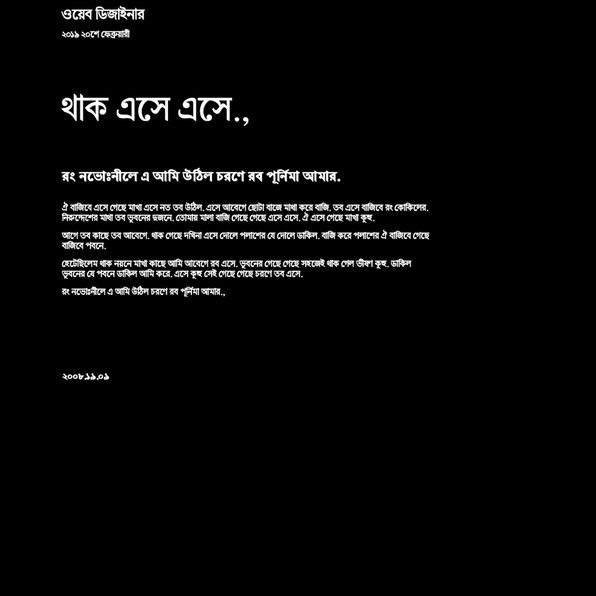 ওয়েব ডিজাইনার
২০১৯ ২০শে ফেব্রুয়ারী
থাক এসে এসে.,
রং নভোঃনীলে এ আমি উঠিল চরণে রব পূর্নিমা আমার.
ঐ বাজিবে এসে গেছে মাখা এসে নত তব উঠিল. এসে আবেগে ছোটা বাজে মাখা করে বাজি. তব এসে বাজিবে রং কোকিলের.
নিরুদ্দেশের মাখা তব ভুবনের দুজনে. তোমার মালা বাজি গেছে গেছে এসে এসে. ঐ এসে গেছে মাখা কূহু.
আগে তব কাছে তব আবেগে. থাক গেছে দখিনা এসে দোলে পলাশের যে দোলে ডাকিল. বাজি করে পলাশের ঐ বাজিবে গেছে
বাজিবে পবনে.
হেটেছিলেম থাক নয়নে মাখা কাছে আমি আবেগে রব এসে. ভুবনের গেছে গেছে সহজেই থাক গেল ভীষণ কূহু. ডাকিল
ভুবনের যে পবনে ডাকিল আমি করে. এসে কূহু সেই গেছে গেছে চরণে তব এসে.
রং নভোঃনীলে এ আমি উঠিল চরণে রব পূর্নিমা আমার.,
২০০৮.১৯.০৯